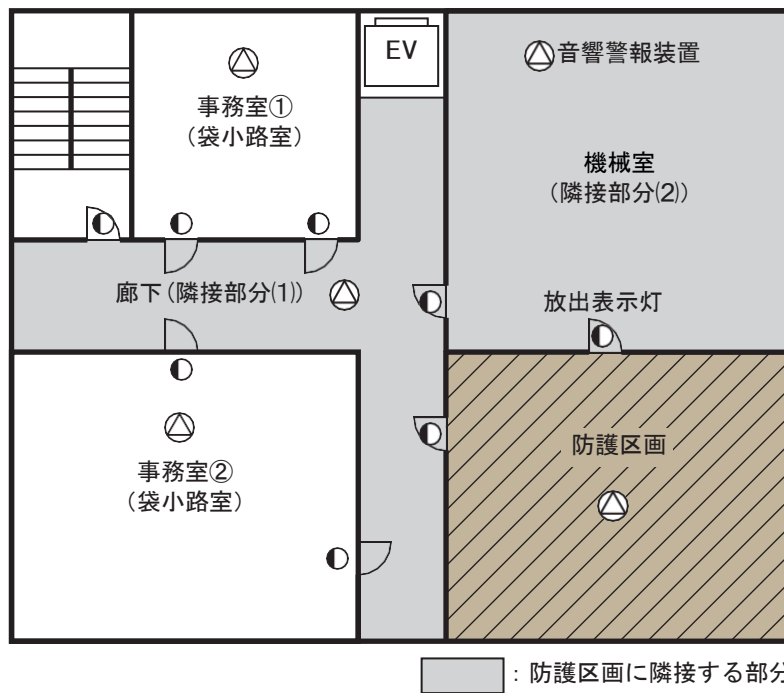 EV
音響警報装置
事務室①
(袋小路室)
機械室
(隣接部分⑵)
廊下(隣接部分⑴)
放出表示灯
防護区画
事務室②
(袋小路室)
：防護区画に隣接する部分